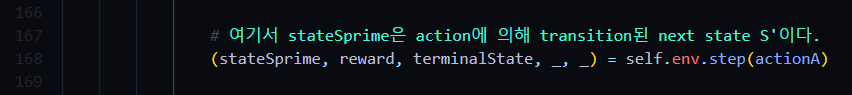 166
167 # 여기서 stateSprime은 action에 의해 transition된 next state S'이다.
168 (stateSprime, reward, terminalState, _, _) = self.env.step(actionA)
169